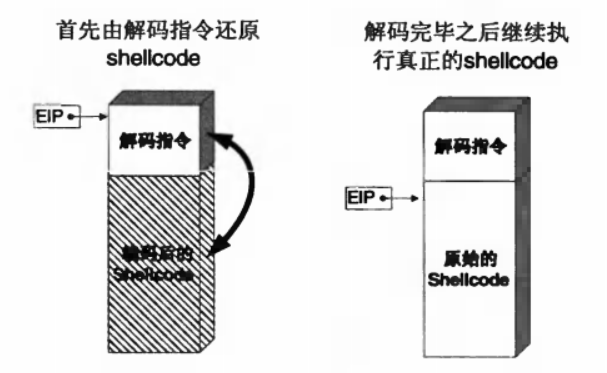 首先由解码指令还原
shellcode
解码完毕之后继续执
行真正的shellcode
EIP
解码指令
编码后的
Shellcode
解码指令
EIP
原始的
Shellcode